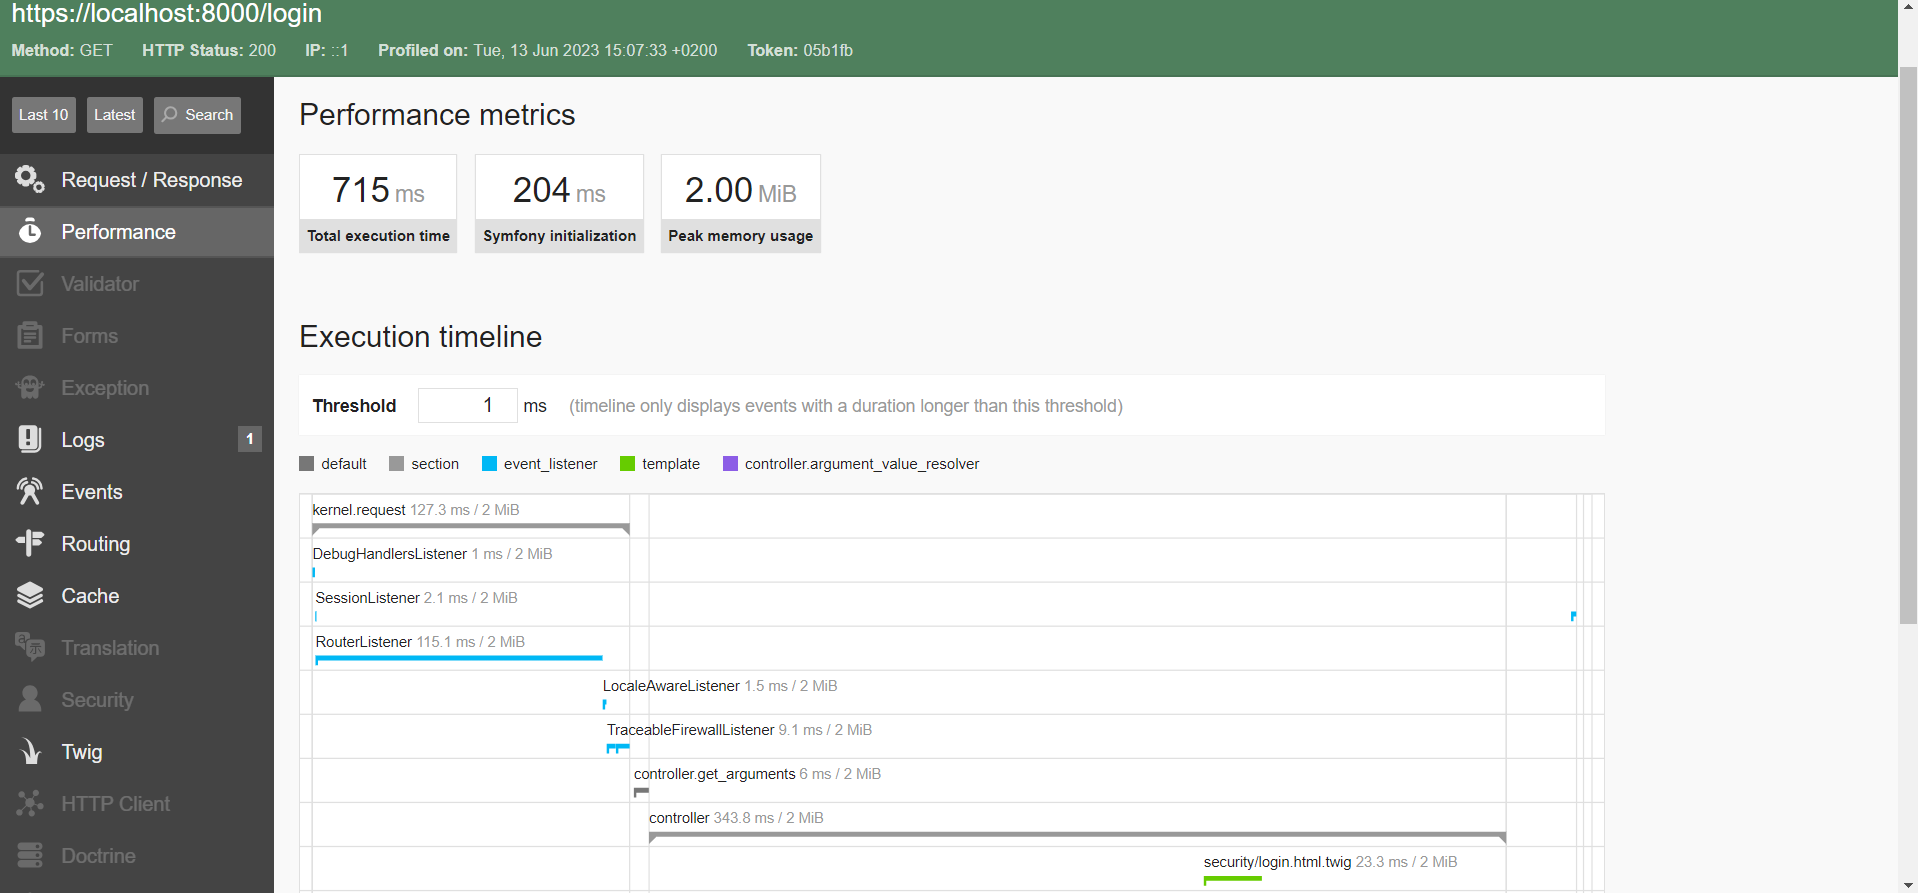 https://localhost:8000/login
Method: GET HTTP Status: 200 IP: ::1 Profiled on: Tue, 13 Jun 2023 15:07:33 +0200 Token: 05b1fb
Last 10 Latest Search
Request / Response
Performance
Validator
Forms
Exception
Logs 1
Events
Routing
Cache
Translation
Security
Twig
HTTP Client
Doctrine
Performance metrics
715 ms 204 ms 2.00 MiB
Total execution time Symfony initialization Peak memory usage
Execution timeline
Threshold 1 ms (timeline only displays events with a duration longer than this threshold)
default section event_listener template controller.argument_value_resolver
kernel.request 127.3 ms / 2 MiB
DebugHandlersListener 1 ms / 2 MiB
SessionListener 2.1 ms / 2 MiB
RouterListener 115.1 ms / 2 MiB
LocaleAwareListener 1.5 ms / 2 MiB
TraceableFirewallListener 9.1 ms / 2 MiB
controller.get_arguments 6 ms / 2 MiB
controller 343.8 ms / 2 MiB
security/login.html.twig 23.3 ms / 2 MiB